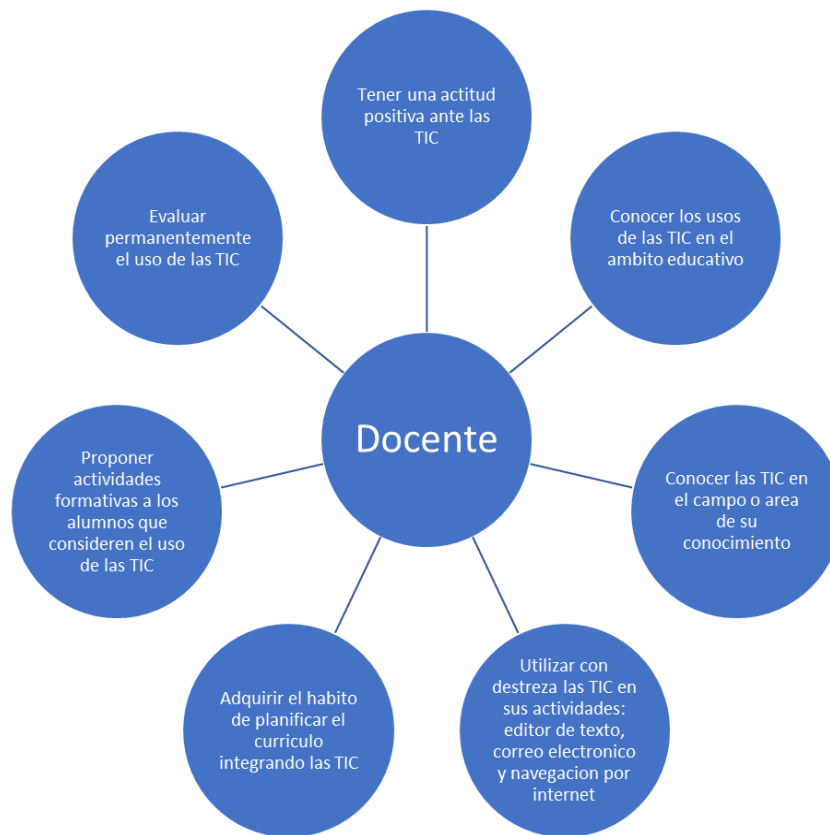 Tener una actitud
positiva ante las
TIC
Conocer los usos
de las TIC en el
ambito educativo
Conocer las TIC en
el campo o area
de su
conocimiento
Utilizar con
destreza las TIC en
sus actividades:
editor de texto,
correo electronico
y navegacion por
internet
Adquirir el habito
de planificar el
curriculo
integrando las TIC
Proponer
actividades
formativas a los
alumnos que
consideren el uso
de las TIC
Evaluar
permanentemente
el uso de las TIC
Docente